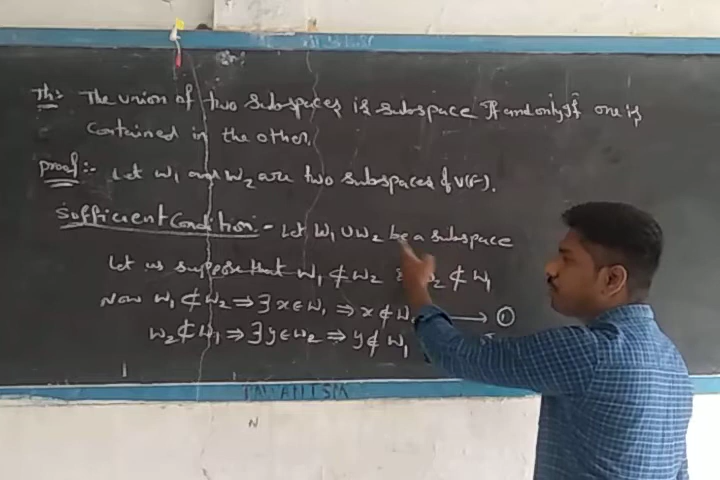 Th: The union of two subspaces is subspace If and only If one is
contained in the other.
Proof:- Let W₁ and W₂ are two subspaces of V(F).
Sufficient Condition:- Let W₁ ∪ W₂ be a subspace
Let us suppose that W₁ ⊄ W₂ & W₂ ⊄ W₁
Now W₁ ⊄ W₂ ⇒ ∃ x ∈ W₁ ⇒ x ∉ W → ①
W₂ ⊄ W₁ ⇒ ∃ y ∈ W₂ ⇒ y ∉ W₁